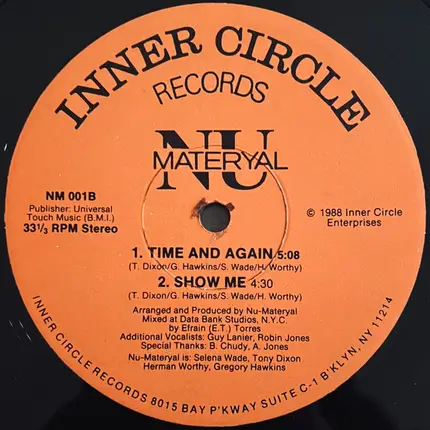 INNER CIRCLE
RECORDS
NU
MATERYAL
NM 001B
Publisher: Universal
Touch Music (B.M.I.)
33 1/3 RPM Stereo
© 1988 Inner Circle
Enterprises
1. TIME AND AGAIN 5:08
(T. Dixon/G. Hawkins/S. Wade/H. Worthy)
2. SHOW ME 4:30
(T. Dixon/G. Hawkins/S. Wade/H. Worthy)
Arranged and Produced by Nu-Materyal
Mixed at Data Bank Studios, N.Y.C.
by Efrain (E.T.) Torres
Additional Vocalists: Guy Lanier, Robin Jones
Special Thanks: B. Chudy, A. Jones
Nu-Materyal is: Selena Wade, Tony Dixon
Herman Worthy, Gregory Hawkins
INNER CIRCLE RECORDS 8015 BAY P'KWAY SUITE C-1 B'KLYN, NY 11214